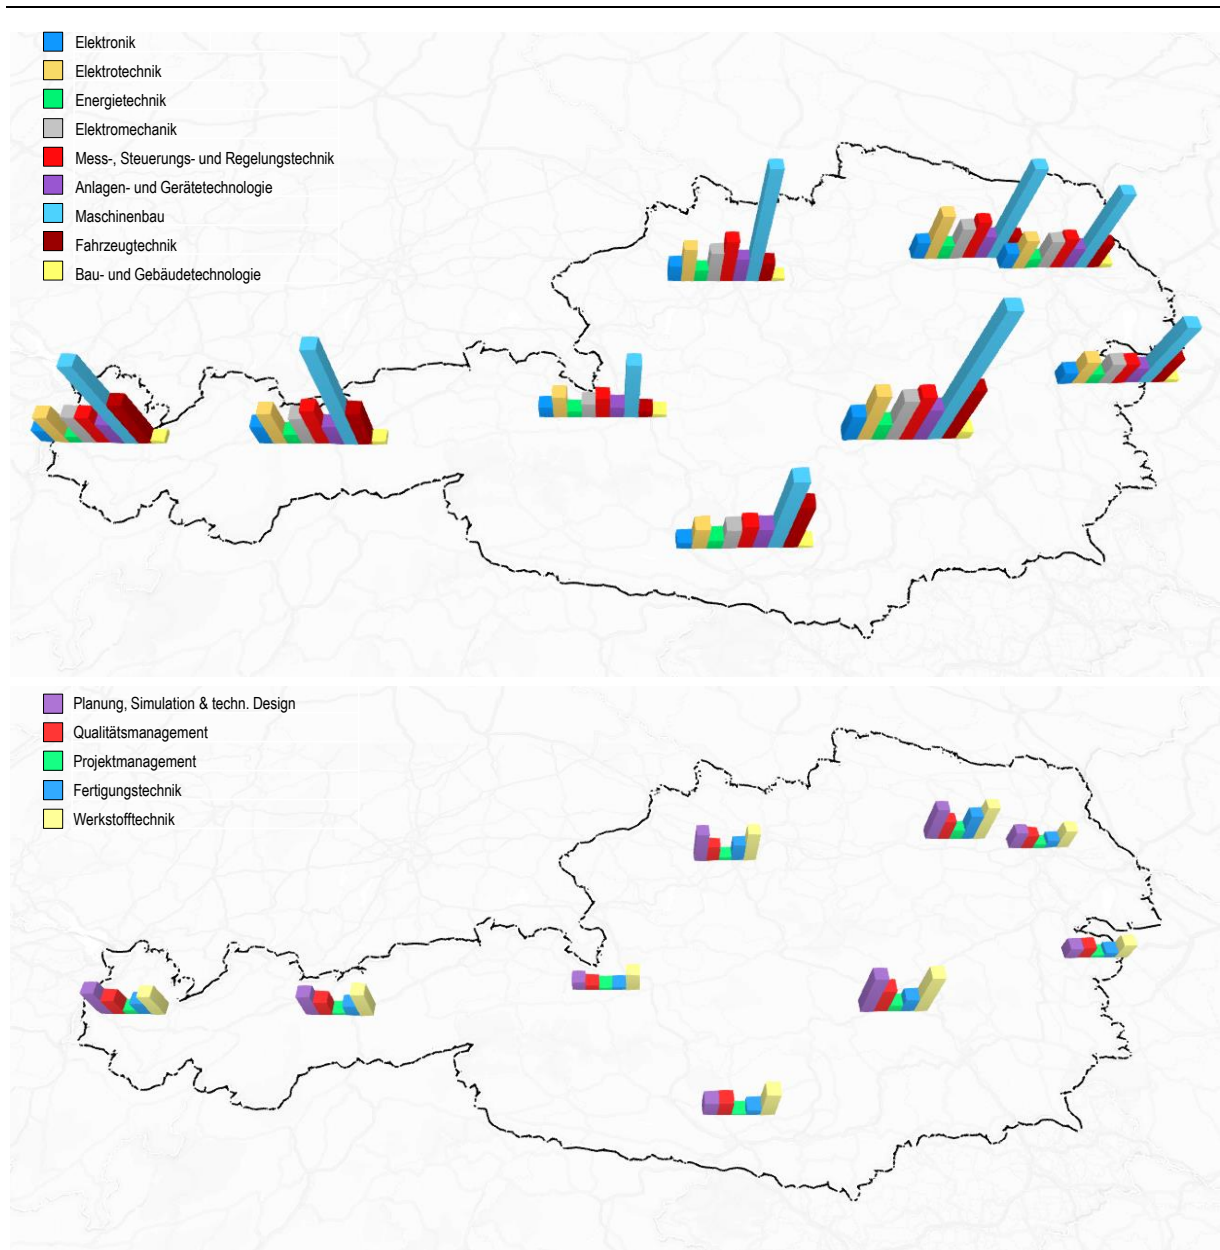 Elektronik
Elektrotechnik
Energietechnik
Elektromechanik
Mess-, Steuerungs- und Regelungstechnik
Anlagen- und Gerätetechnologie
Maschinenbau
Fahrzeugtechnik
Bau- und Gebäudetechnologie
Planung, Simulation & techn. Design
Qualitätsmanagement
Projektmanagement
Fertigungstechnik
Werkstofftechnik